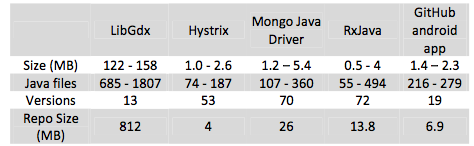 LibGdx Hystrix Mongo Java Driver RxJava GitHub android app
Size (MB) 122 - 158 1.0 - 2.6 1.2 – 5.4 0.5 - 4 1.4 – 2.3
Java files 685 - 1807 74 - 187 107 - 360 55 - 494 216 - 279
Versions 13 53 70 72 19
Repo Size (MB) 812 4 26 13.8 6.9